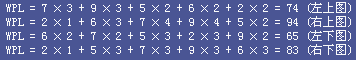 WPL = 7 × 3 + 9 × 3 + 5 × 2 + 6 × 2 + 2 × 2 = 74 (左上图)
WPL = 2 × 1 + 6 × 3 + 7 × 4 + 9 × 4 + 5 × 2 = 94 (右上图)
WPL = 6 × 2 + 7 × 2 + 5 × 2 + 3 × 2 + 9 × 2 = 65 (左下图)
WPL = 2 × 1 + 5 × 3 + 7 × 3 + 9 × 3 + 6 × 3 = 83 (右下图)